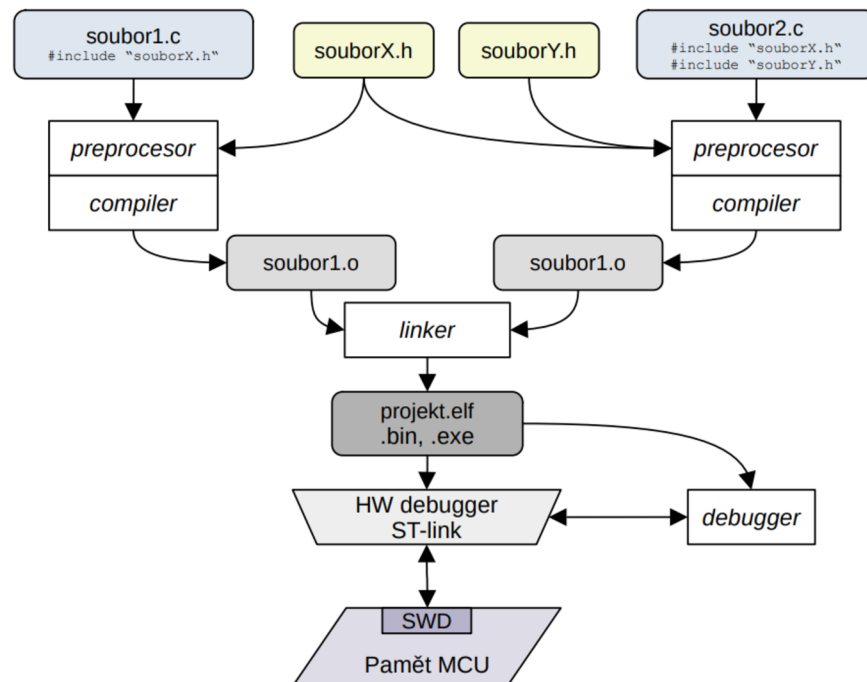 soubor1.c
#include “souborX.h“
souborX.h
souborY.h
soubor2.c
#include “souborX.h“
#include “souborY.h“
preprocesor
compiler
preprocesor
compiler
soubor1.o
soubor1.o
linker
projekt.elf
.bin, .exe
HW debugger
ST-link
debugger
SWD
Pamět MCU